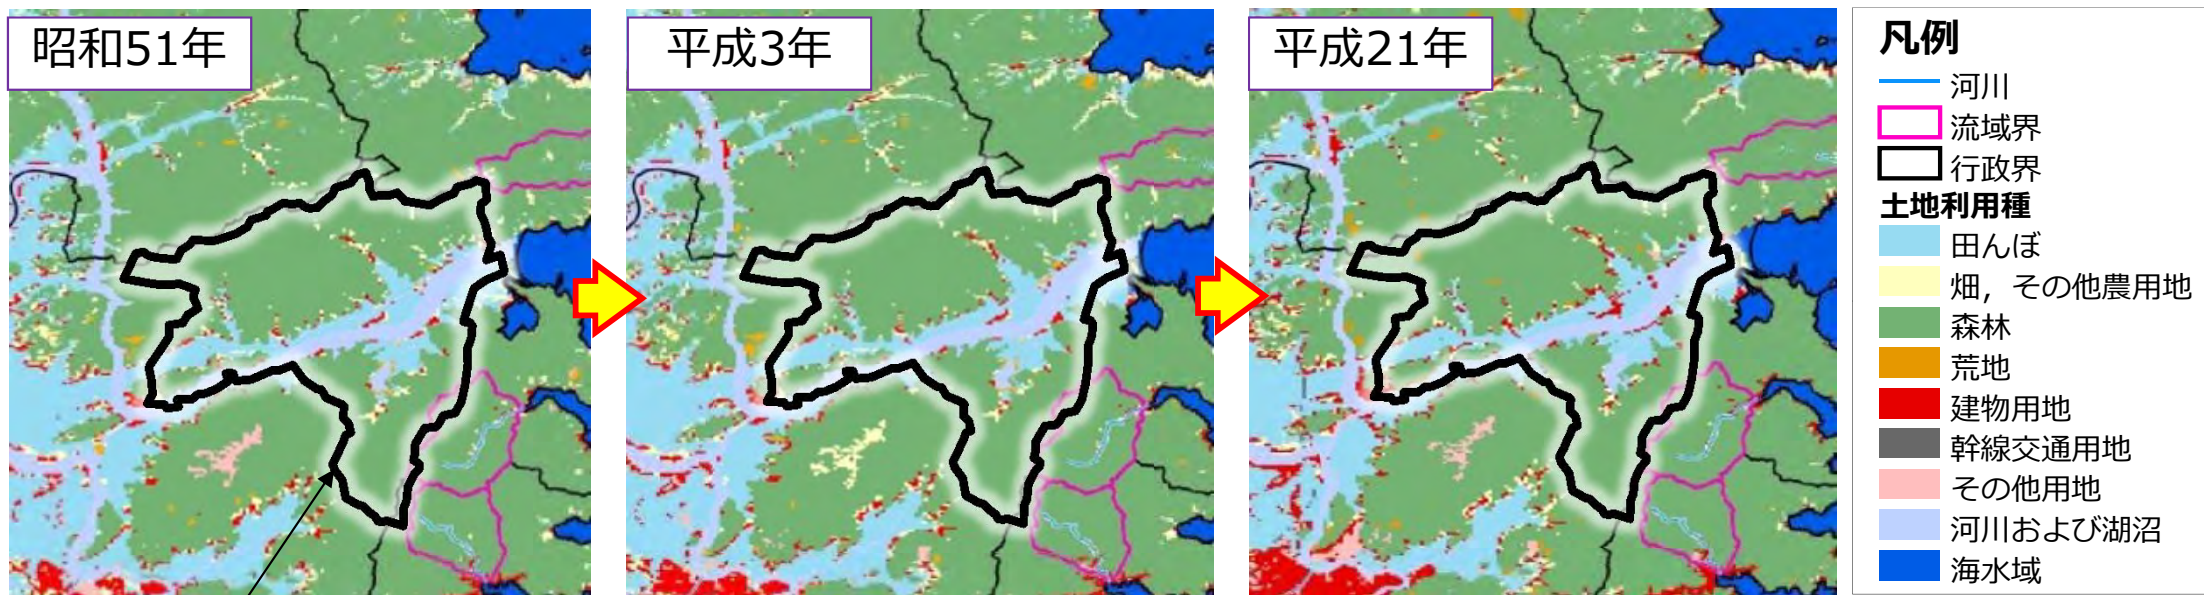 昭和51年
平成3年
平成21年
凡例
河川
流域界
行政界
土地利用種
田んぼ
畑，その他農用地
森林
荒地
建物用地
幹線交通用地
その他用地
河川および湖沼
海水域